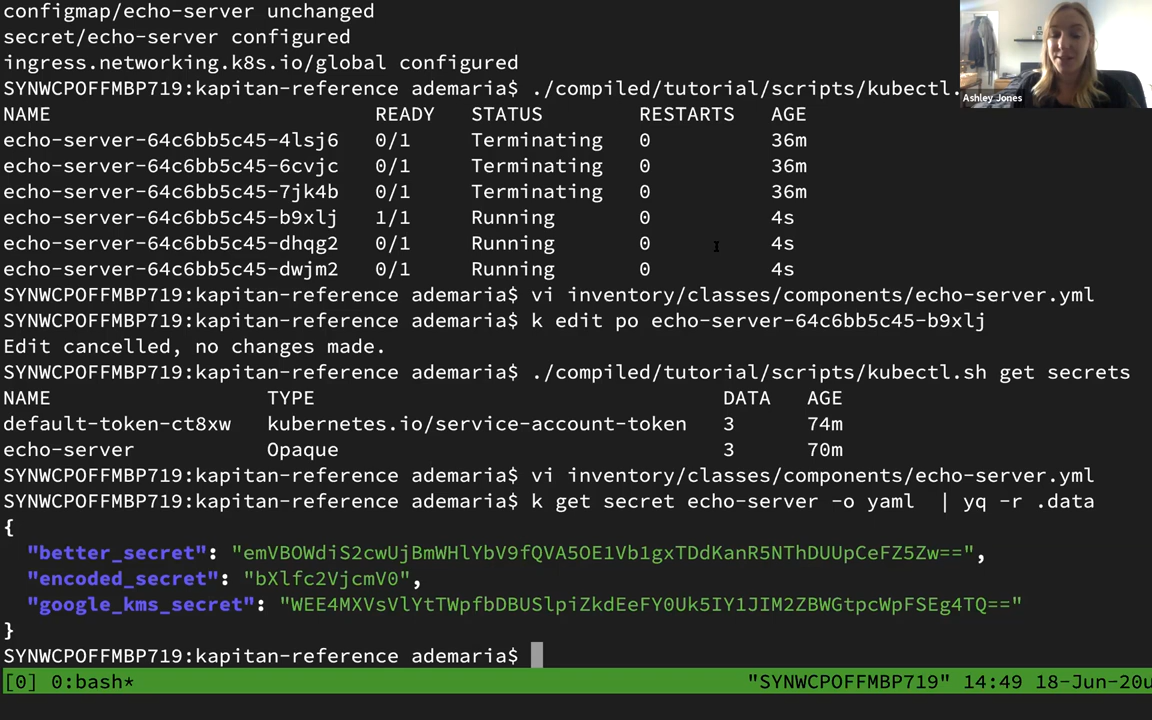 configmap/echo-server unchanged
secret/echo-server configured
ingress.networking.k8s.io/global configured
SYNWCPOFFMBP719:kapitan-reference ademaria$ ./compiled/tutorial/scripts/kubectl.
Ashley Jones
NAME READY STATUS RESTARTS AGE
echo-server-64c6bb5c45-4lsj6 0/1 Terminating 0 36m
echo-server-64c6bb5c45-6cvjc 0/1 Terminating 0 36m
echo-server-64c6bb5c45-7jk4b 0/1 Terminating 0 36m
echo-server-64c6bb5c45-b9xlj 1/1 Running 0 4s
echo-server-64c6bb5c45-dhqg2 0/1 Running 0 4s
echo-server-64c6bb5c45-dwjm2 0/1 Running 0 4s
SYNWCPOFFMBP719:kapitan-reference ademaria$ vi inventory/classes/components/echo-server.yml
SYNWCPOFFMBP719:kapitan-reference ademaria$ k edit po echo-server-64c6bb5c45-b9xlj
Edit cancelled, no changes made.
SYNWCPOFFMBP719:kapitan-reference ademaria$ ./compiled/tutorial/scripts/kubectl.sh get secrets
NAME TYPE DATA AGE
default-token-ct8xw kubernetes.io/service-account-token 3 74m
echo-server Opaque 3 70m
SYNWCPOFFMBP719:kapitan-reference ademaria$ vi inventory/classes/components/echo-server.yml
SYNWCPOFFMBP719:kapitan-reference ademaria$ k get secret echo-server -o yaml | yq -r .data
{
"better_secret": "emVBOWdiS2cwUjBmWHlYbV9fQVA5OE1Vb1gxTDdKanR5NThDUUpCeFZ5Zw==",
"encoded_secret": "bXlfc2VjcmV0",
"google_kms_secret": "WEE4MXVsVlYtTWpfbDBUSlpiZkdEeFY0Uk5IY1JIM2ZBWGtpcWpFSEg4TQ=="
}
SYNWCPOFFMBP719:kapitan-reference ademaria$
[0] 0:bash* "SYNWCPOFFMBP719" 14:49 18-Jun-20